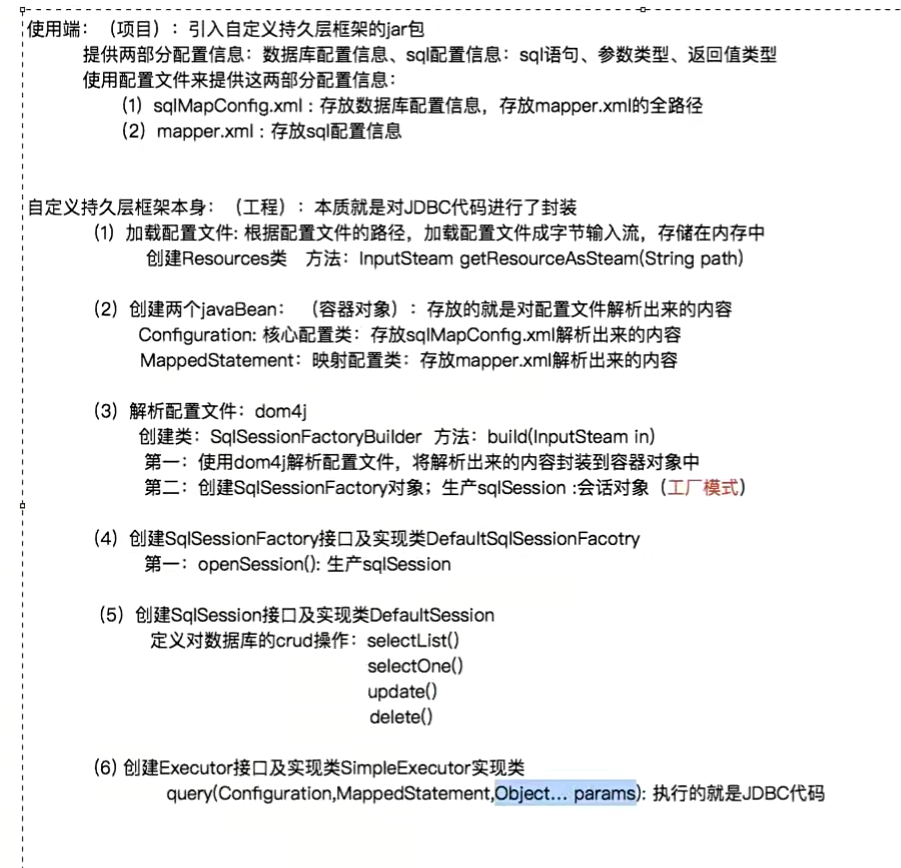 使用端：（项目）：引入自定义持久层框架的jar包
提供两部分配置信息：数据库配置信息、sql配置信息：sql语句、参数类型、返回值类型
使用配置文件来提供这两部分配置信息：
（1）sqlMapConfig.xml：存放数据库配置信息，存放mapper.xml的全路径
（2）mapper.xml：存放sql配置信息
自定义持久层框架本身：（工程）：本质就是对JDBC代码进行了封装
（1）加载配置文件：根据配置文件的路径，加载配置文件成字节输入流，存储在内存中
创建Resources类 方法：InputSteam getResourceAsSteam(String path)
（2）创建两个javaBean：（容器对象）：存放的就是对配置文件解析出来的内容
Configuration: 核心配置类：存放sqlMapConfig.xml解析出来的内容
MappedStatement：映射配置类：存放mapper.xml解析出来的内容
（3）解析配置文件：dom4j
创建类：SqlSessionFactoryBuilder 方法：build(InputSteam in)
第一：使用dom4j解析配置文件，将解析出来的内容封装到容器对象中
第二：创建SqlSessionFactory对象；生产sqlSession :会话对象（工厂模式）
（4）创建SqlSessionFactory接口及实现类DefaultSqlSessionFacotry
第一：openSession(): 生产sqlSession
（5）创建SqlSession接口及实现类DefaultSession
定义对数据库的crud操作：selectList()
selectOne()
update()
delete()
（6）创建Executor接口及实现类SimpleExecutor实现类
query(Configuration,MappedStatement,Object... params): 执行的就是JDBC代码